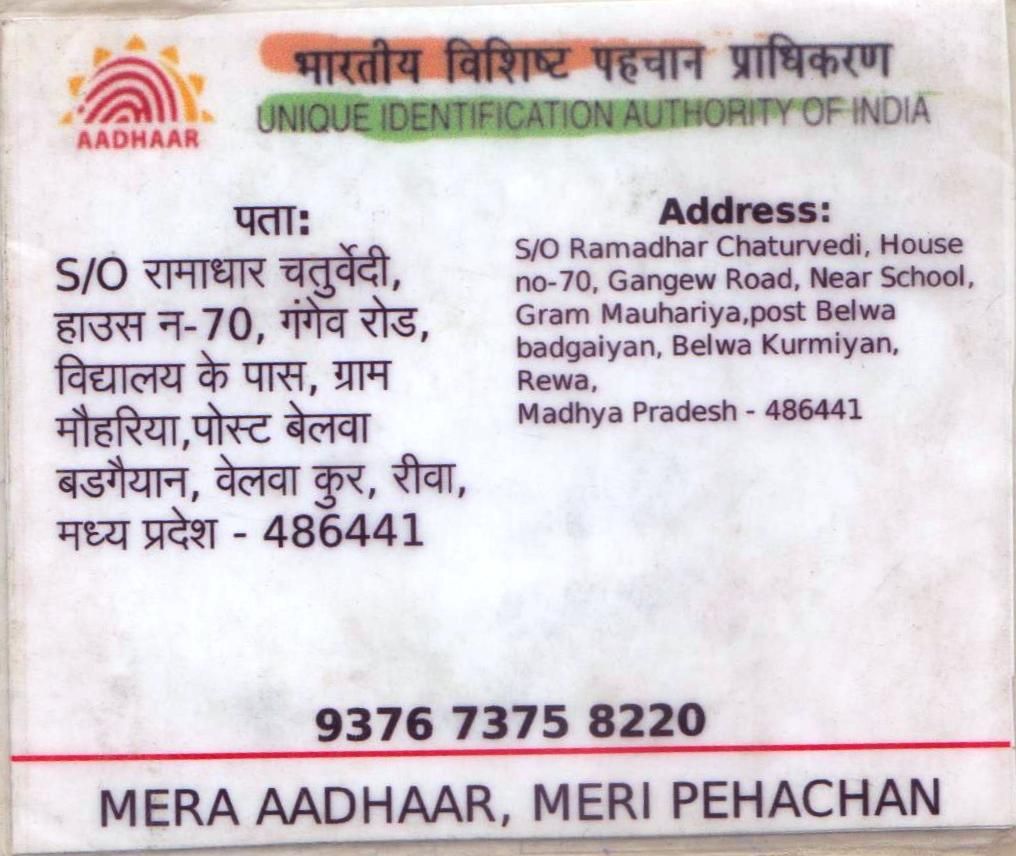 भारतीय विशिष्ट पहचान प्राधिकरण
UNIQUE IDENTIFICATION AUTHORITY OF INDIA
AADHAAR
पता:
S/O रामाधार चतुर्वेदी,
हाउस न-70, गंगेव रोड,
विद्यालय के पास, ग्राम
मौहरिया,पोस्ट बेलवा
बडगैयान, वेलवा कुर, रीवा,
मध्य प्रदेश - 486441
Address:
S/O Ramadhar Chaturvedi, House
no-70, Gangew Road, Near School,
Gram Mauhariya,post Belwa
badgaiyan, Belwa Kurmiyan,
Rewa,
Madhya Pradesh - 486441
9376 7375 8220
MERA AADHAAR, MERI PEHACHAN